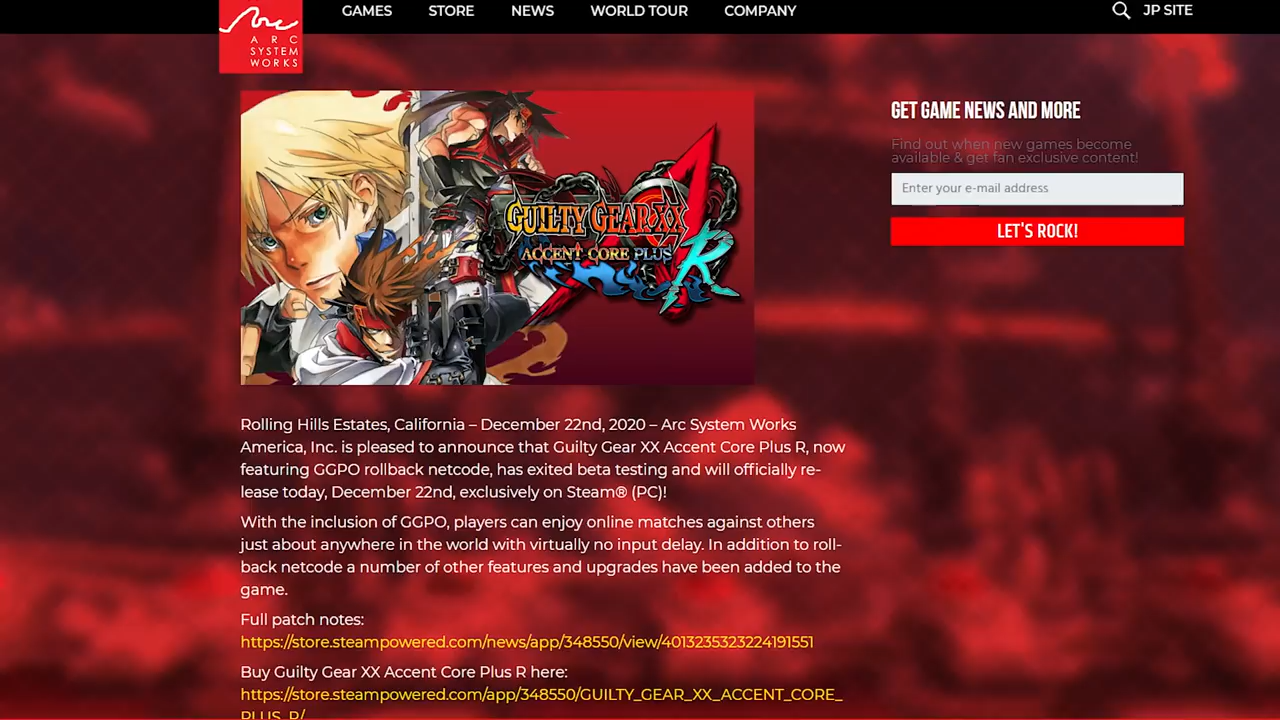 GAMES STORE NEWS WORLD TOUR COMPANY JP SITE
ARC
SYSTEM
WORKS
GUILTY GEAR XX
ACCENT CORE PLUS R
GET GAME NEWS AND MORE
Find out when new games become
available & get fan exclusive content!
Enter your e-mail address
LET'S ROCK!
Rolling Hills Estates, California – December 22nd, 2020 – Arc System Works
America, Inc. is pleased to announce that Guilty Gear XX Accent Core Plus R, now
featuring GGPO rollback netcode, has exited beta testing and will officially re-
lease today, December 22nd, exclusively on Steam® (PC)!
With the inclusion of GGPO, players can enjoy online matches against others
just about anywhere in the world with virtually no input delay. In addition to roll-
back netcode a number of other features and upgrades have been added to the
game.
Full patch notes:
https://store.steampowered.com/news/app/348550/view/4013235323224191551
Buy Guilty Gear XX Accent Core Plus R here:
https://store.steampowered.com/app/348550/GUILTY_GEAR_XX_ACCENT_CORE_
PLUS_R/